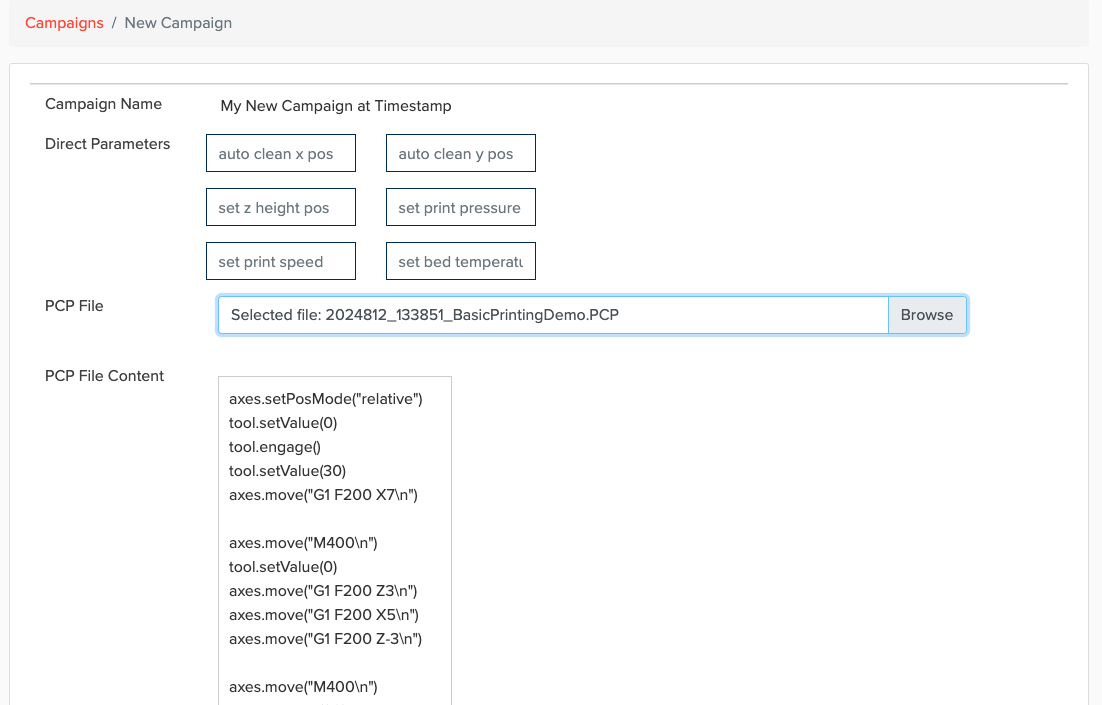 Campaigns / New Campaign
Campaign Name
My New Campaign at Timestamp
Direct Parameters
auto clean x pos
auto clean y pos
set z height pos
set print pressure
set print speed
set bed temperatu
PCP File
Selected file: 2024812_133851_BasicPrintingDemo.PCP
Browse
PCP File Content
axes.setPosMode("relative")
tool.setValue(0)
tool.engage()
tool.setValue(30)
axes.move("G1 F200 X7\n")
axes.move("M400\n")
tool.setValue(0)
axes.move("G1 F200 Z3\n")
axes.move("G1 F200 X5\n")
axes.move("G1 F200 Z-3\n")
axes.move("M400\n")